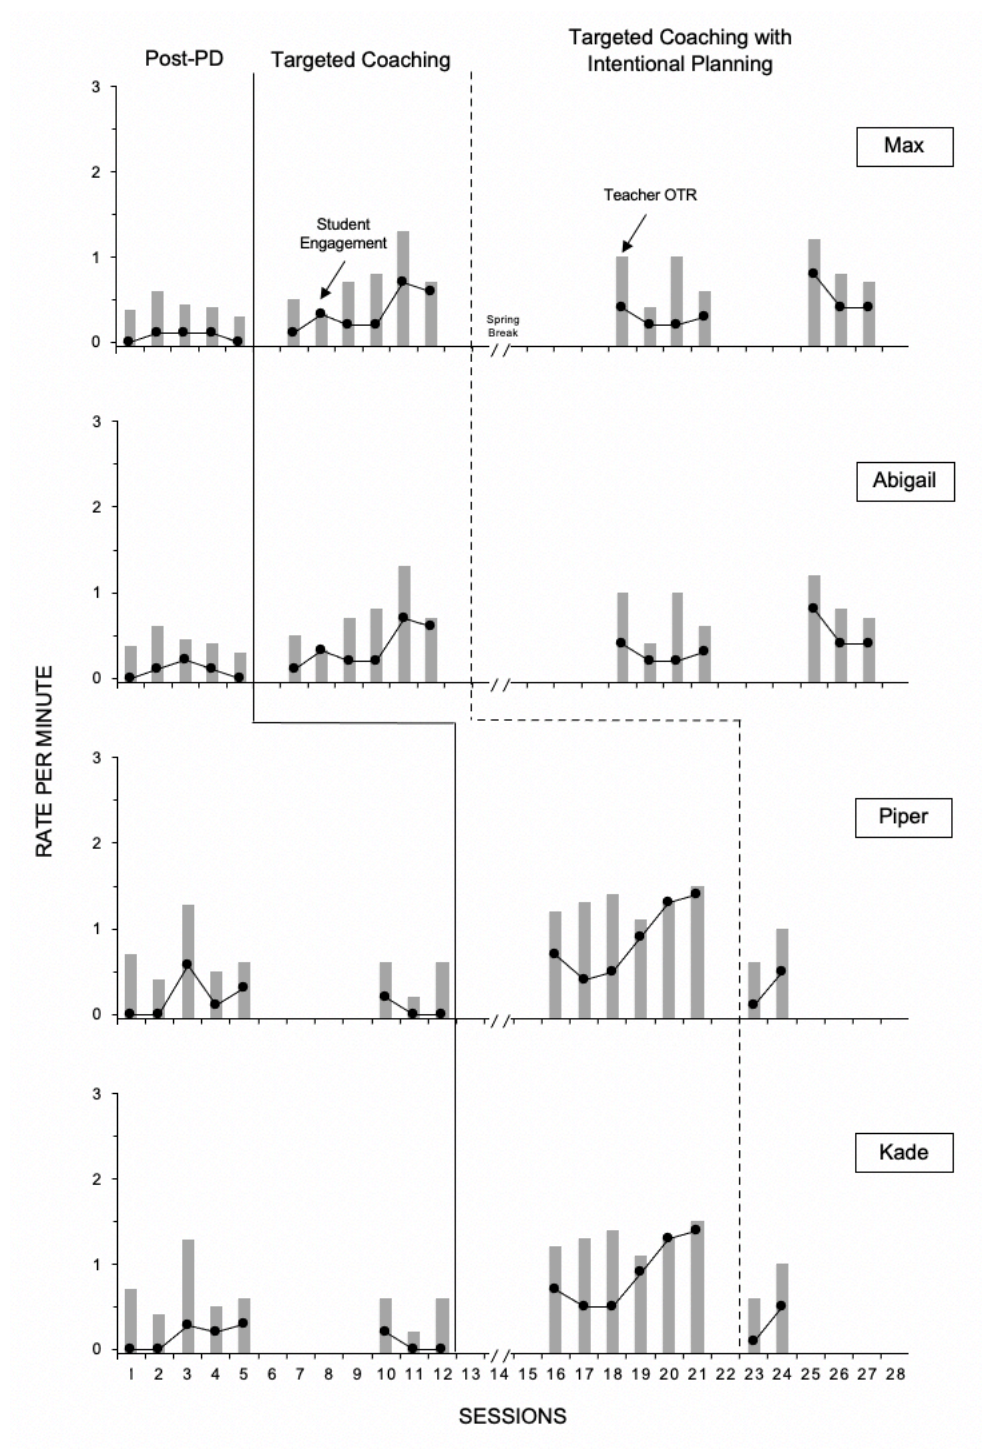 Post-PD
Targeted Coaching
Targeted Coaching with
Intentional Planning
3
Max
2
Teacher OTR
Student
Engagement
1
Spring
Break
0
3
Abigail
2
1
0
RATE PER MINUTE
3
Piper
2
1
0
3
Kade
2
1
0
1 2 3 4 5 6 7 8 9 10 11 12 13 14 15 16 17 18 19 20 21 22 23 24 25 26 27 28
SESSIONS